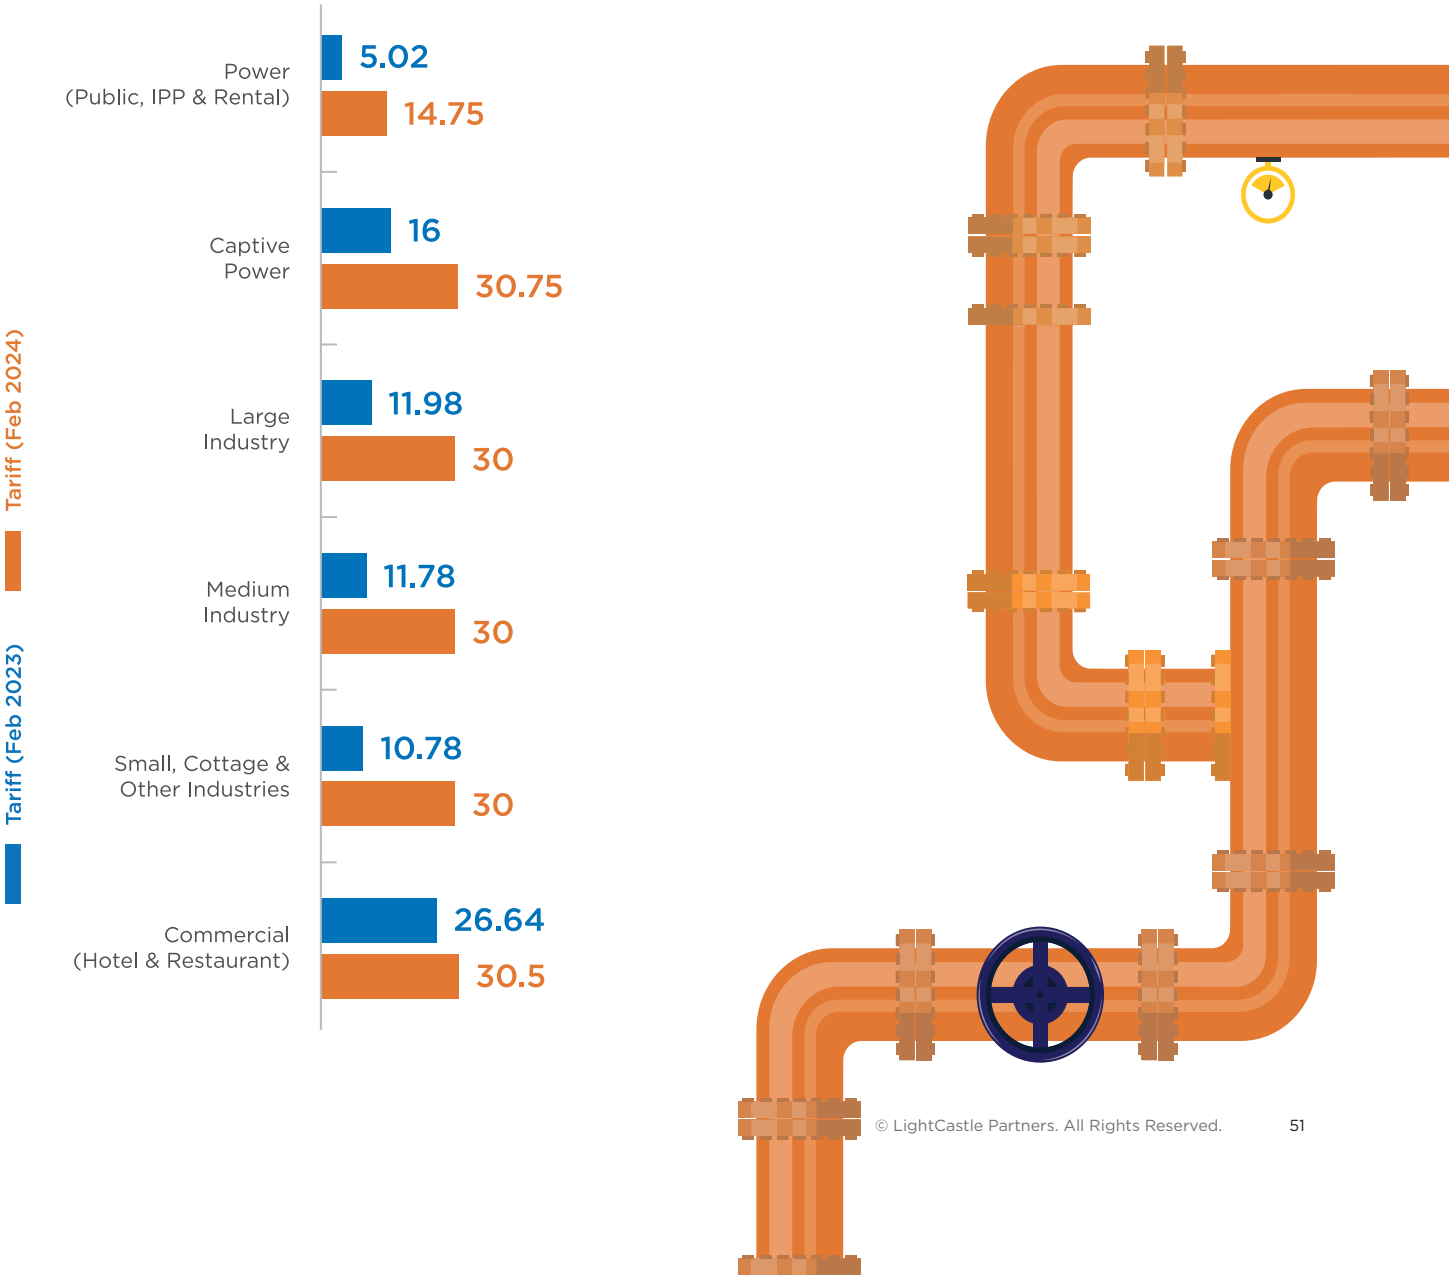 Tariff (Feb 2023)
Tariff (Feb 2024)
Power
(Public, IPP & Rental)
5.02
14.75
Captive
Power
16
30.75
Large
Industry
11.98
30
Medium
Industry
11.78
30
Small, Cottage &
Other Industries
10.78
30
Commercial
(Hotel & Restaurant)
26.64
30.5
© LightCastle Partners. All Rights Reserved.
51